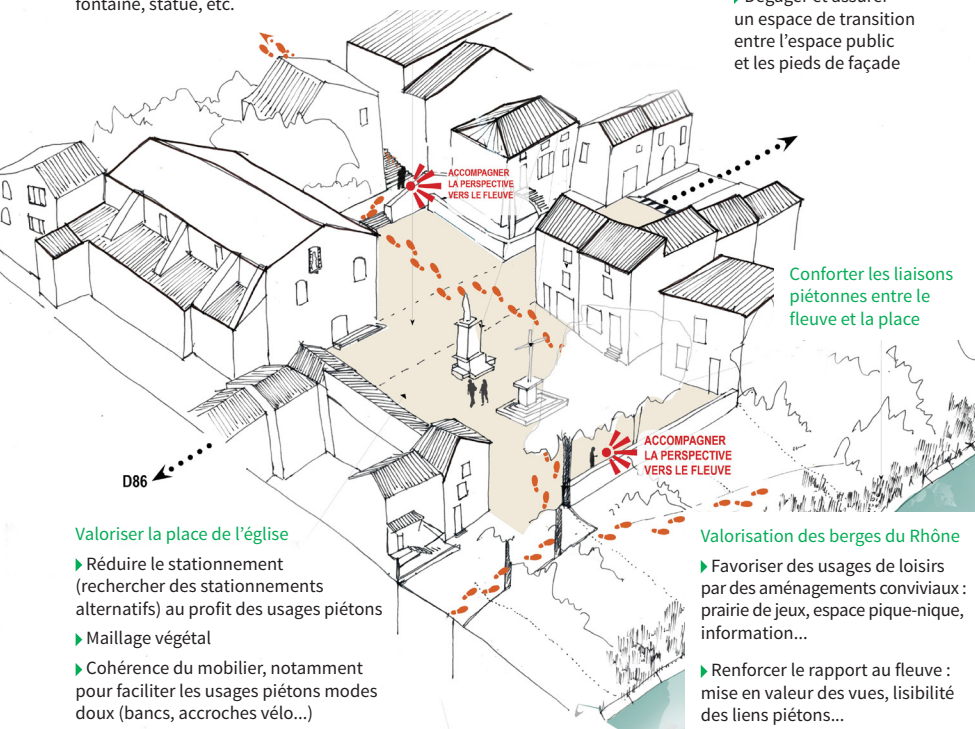 fontaine, statue, etc.
▶ Dégager et assurer
un espace de transition
entre l'espace public
et les pieds de façade
ACCOMPAGNER
LA PERSPECTIVE
VERS LE FLEUVE
Conforter les liaisons
piétonnes entre le
fleuve et la place
ACCOMPAGNER
LA PERSPECTIVE
VERS LE FLEUVE
D86
Valoriser la place de l'église
▶ Réduire le stationnement
(rechercher des stationnements
alternatifs) au profit des usages piétons
▶ Maillage végétal
▶ Cohérence du mobilier, notamment
pour faciliter les usages piétons modes
doux (bancs, accroches vélo...)
Valorisation des berges du Rhône
▶ Favoriser des usages de loisirs
par des aménagements conviviaux :
prairie de jeux, espace pique-nique,
information...
▶ Renforcer le rapport au fleuve :
mise en valeur des vues, lisibilité
des liens piétons...